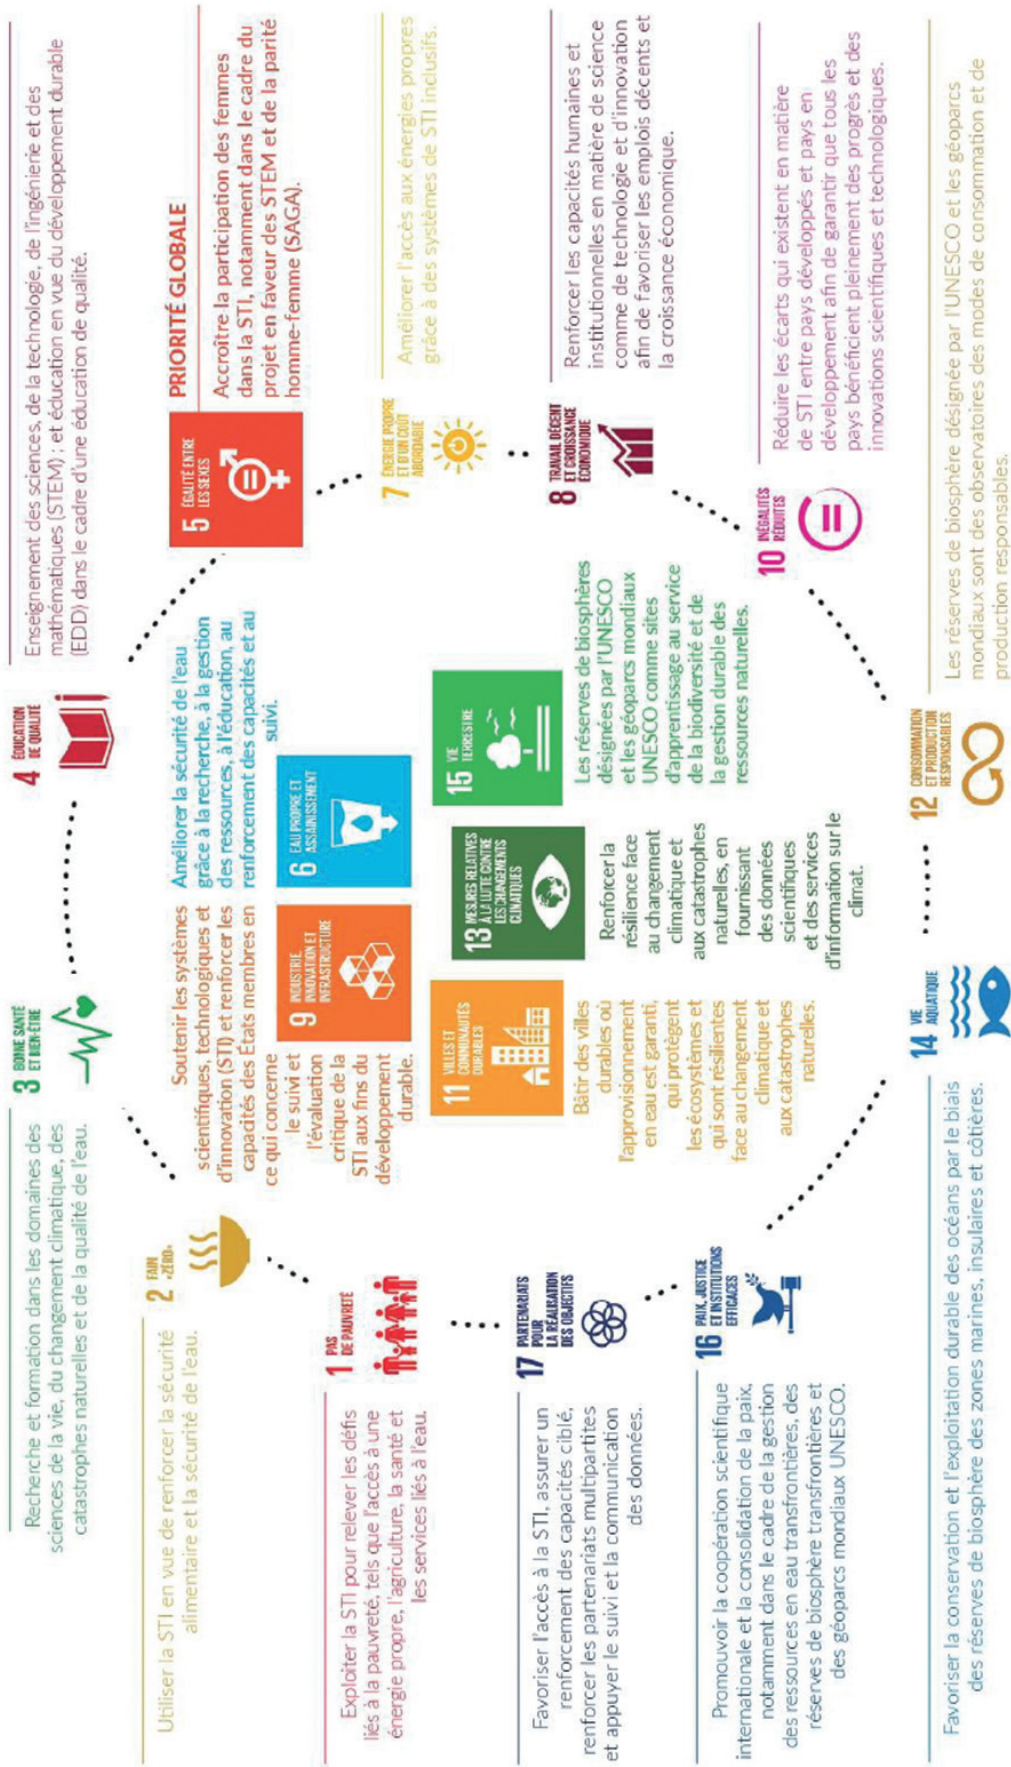 Recherche et formation dans les domaines des
sciences de la vie, du changement climatique, des
catastrophes naturelles et de la qualité de l'eau.
3 BONNE SANTÉ
ET BIEN-ÊTRE
4 ÉDUCATION
DE QUALITÉ
Enseignement des sciences, de la technologie, de l'ingénierie et des
mathématiques (STEM) ; et éducation en vue du développement durable
(EDD) dans le cadre d'une éducation de qualité.
Utiliser la STI en vue de renforcer la sécurité
alimentaire et la sécurité de l'eau.
2 FAIM
«ZÉRO»
5 ÉGALITÉ ENTRE
LES SEXES
PRIORITÉ GLOBALE
Accroître la participation des femmes
dans la STI, notamment dans le cadre du
projet en faveur des STEM et de la parité
homme-femme (SAGA).
Soutenir les systèmes
scientifiques, technologiques et
d'innovation (STI) et renforcer les
capacités des États membres en
ce qui concerne
le suivi et
l'évaluation
critique de la
STI aux fins du
développement
durable.
9 INDUSTRIE,
INNOVATION ET
INFRASTRUCTURE
Améliorer la sécurité de l'eau
grâce à la recherche, à la gestion
des ressources, à l'éducation, au
renforcement des capacités et au
suivi.
6 EAU PROPRE ET
ASSAINISSEMENT
Exploiter la STI pour relever les défis
liés à la pauvreté, tels que l'accès à une
énergie propre, l'agriculture, la santé et
les services liés à l'eau.
1 PAS
DE PAUVRETÉ
7 ÉNERGIE PROPRE
ET D'UN COÛT
ABORDABLE
Améliorer l'accès aux énergies propres
grâce à des systèmes de STI inclusifs.
11 VILLES ET
COMMUNAUTÉS
DURABLES
Bâtir des villes
durables où
l'approvisionnement
en eau est garanti,
qui protègent
les écosystèmes et
qui sont résilientes
face au changement
climatique et
aux catastrophes
naturelles.
13 MESURES RELATIVES
À LA LUTTE CONTRE
LES CHANGEMENTS
CLIMATIQUES
Renforcer la
résilience face
au changement
climatique et
aux catastrophes
naturelles, en
fournissant
des données
scientifiques
et des services
d'information sur le
climat.
15 VIE
TERRESTRE
Les réserves de biosphères
désignées par l'UNESCO
et les géoparcs mondiaux
UNESCO comme sites
d'apprentissage au service
de la biodiversité et de
la gestion durable des
ressources naturelles.
Favoriser l'accès à la STI, assurer un
renforcement des capacités ciblé,
renforcer les partenariats multipartites
et appuyer le suivi et la communication
des données.
17 PARTENARIATS
POUR
LA RÉALISATION
DES OBJECTIFS
8 TRAVAIL DÉCENT
ET CROISSANCE
ÉCONOMIQUE
Renforcer les capacités humaines et
institutionnelles en matière de science
comme de technologie et d'innovation
afin de favoriser les emplois décents et
la croissance économique.
Promouvoir la coopération scientifique
internationale et la consolidation de la paix,
notamment dans le cadre de la gestion
des ressources en eau transfrontières, des
réserves de biosphère transfrontières et
des géoparcs mondiaux UNESCO.
16 PAIX, JUSTICE
ET INSTITUTIONS
EFFICACES
10 INÉGALITÉS
RÉDUITES
Réduire les écarts qui existent en matière
de STI entre pays développés et pays en
développement afin de garantir que tous les
pays bénéficient pleinement des progrès et des
innovations scientifiques et technologiques.
Favoriser la conservation et l'exploitation durable des océans par le biais
des réserves de biosphère des zones marines, insulaires et côtières.
14 VIE
AQUATIQUE
12 CONSOMMATION
ET PRODUCTION
RESPONSABLES
Les réserves de biosphère désignée par l'UNESCO et les géoparcs
mondiaux sont des observatoires des modes de consommation et de
production responsables.